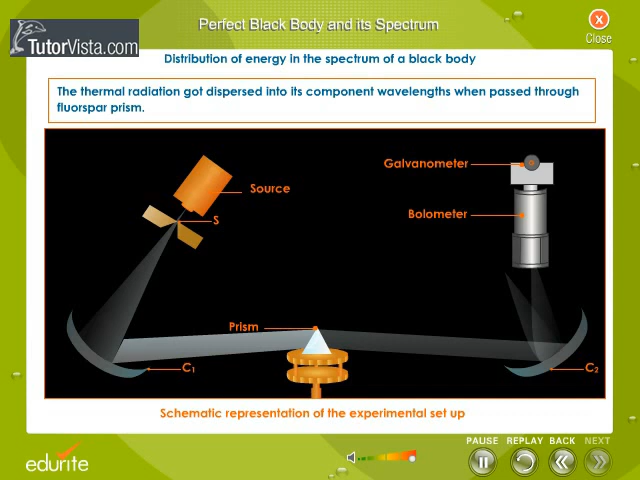 Perfect Black Body and its Spectrum
X
Close
TutorVista.com
Distribution of energy in the spectrum of a black body
The thermal radiation got dispersed into its component wavelengths when passed through
fluorspar prism.
Galvanometer
Source
Bolometer
S
Prism
C1
C2
Schematic representation of the experimental set up
PAUSE REPLAY BACK NEXT
edurite